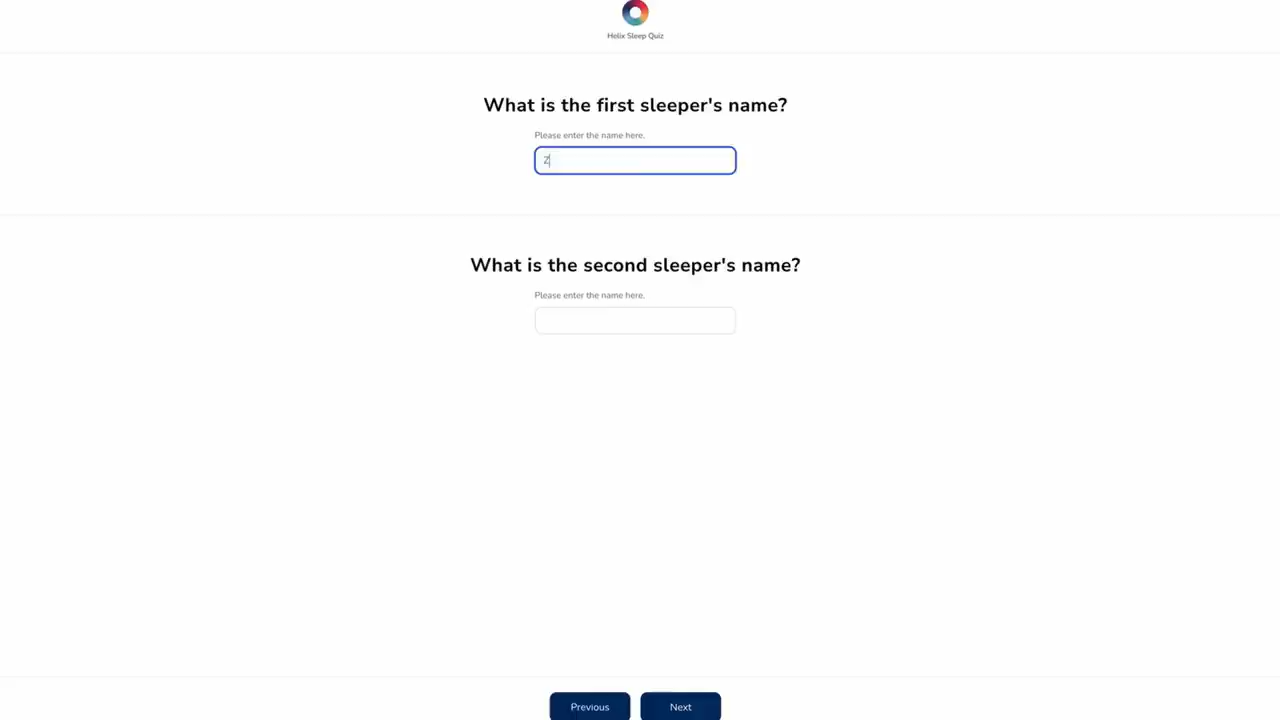 Helix Sleep Quiz
What is the first sleeper's name?
Please enter the name here.
Z
What is the second sleeper's name?
Please enter the name here.
Previous
Next